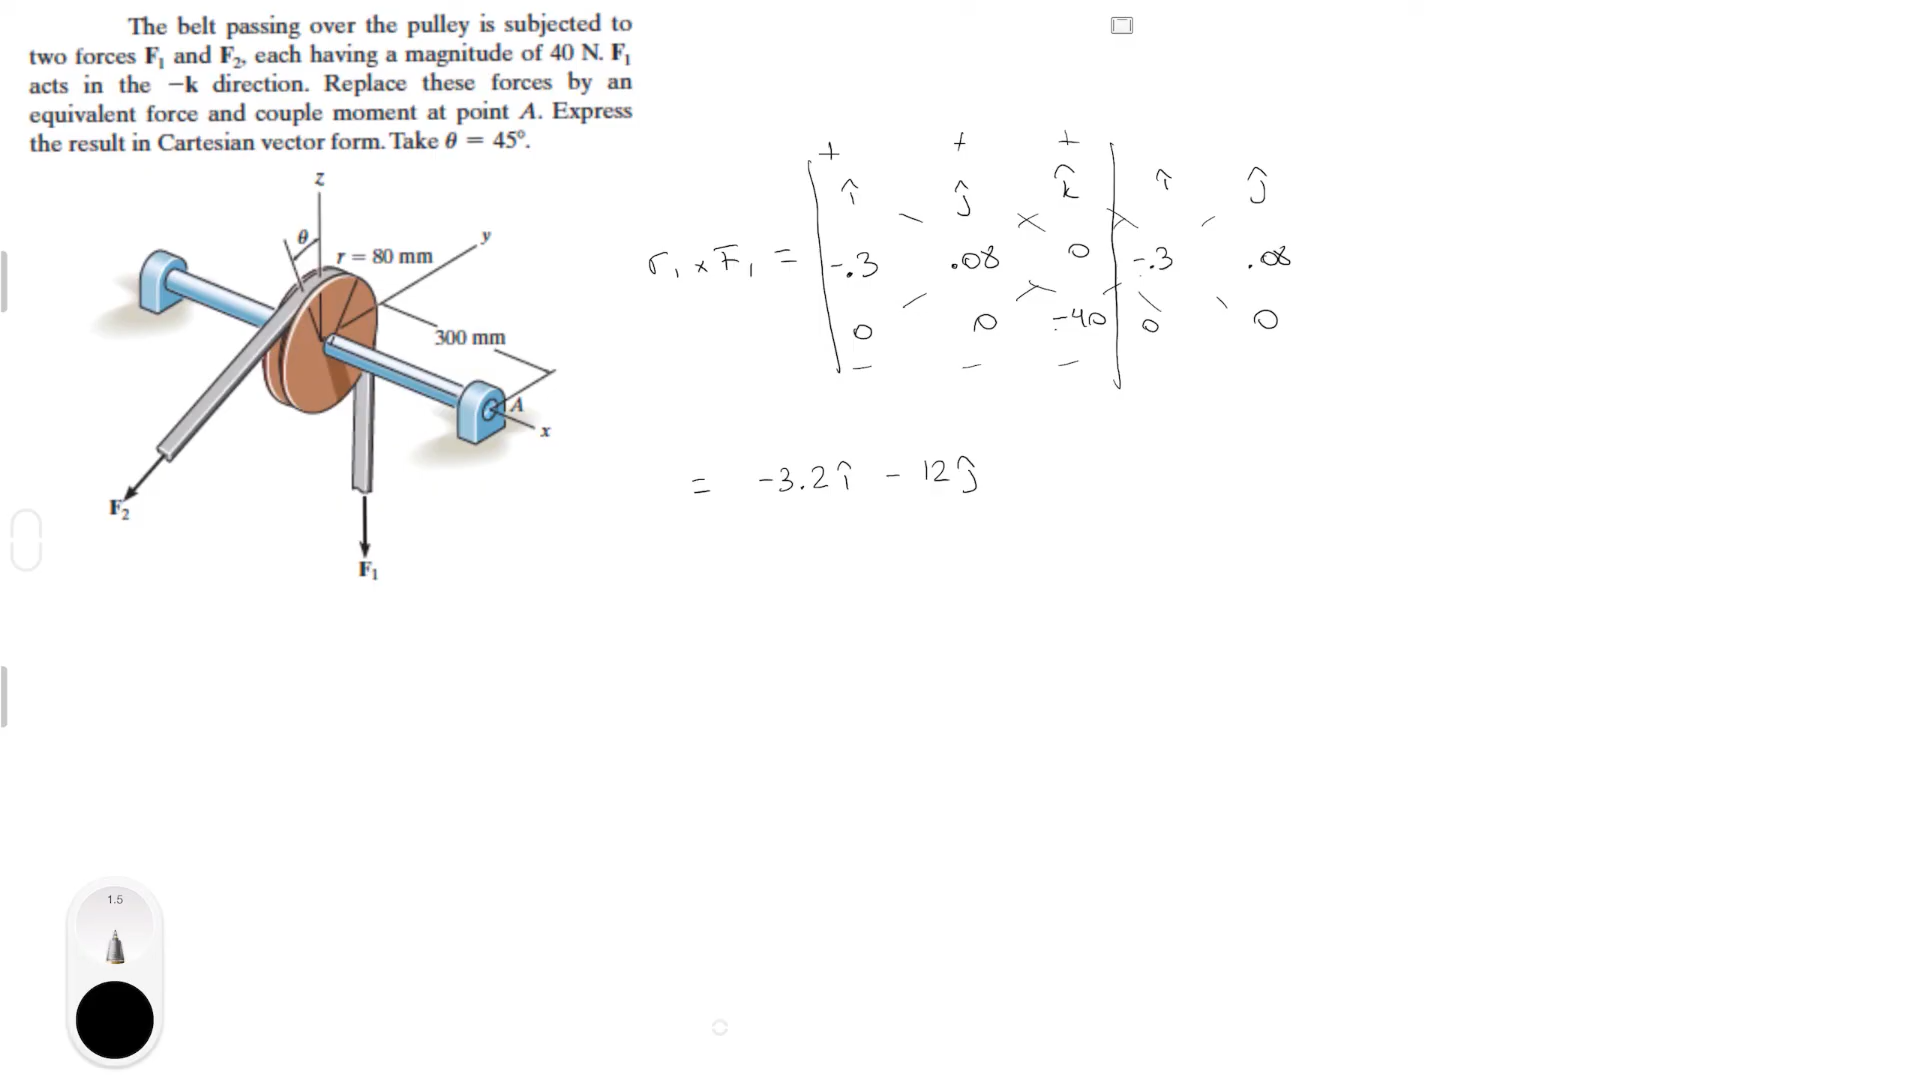 The belt passing over the pulley is subjected to
two forces F₁ and F₂, each having a magnitude of 40 N. F₁
acts in the −k direction. Replace these forces by an
equivalent force and couple moment at point A. Express
the result in Cartesian vector form. Take θ = 45°.
z
θ
y
r = 80 mm
300 mm
A
x
F₂
F₁
+ + +
î ĵ k̂ î ĵ
r₁ × F₁ = -.3 .08 0 -.3 .08
0 0 -40 0 0
- - -
= -3.2 î - 12 ĵ
1.5